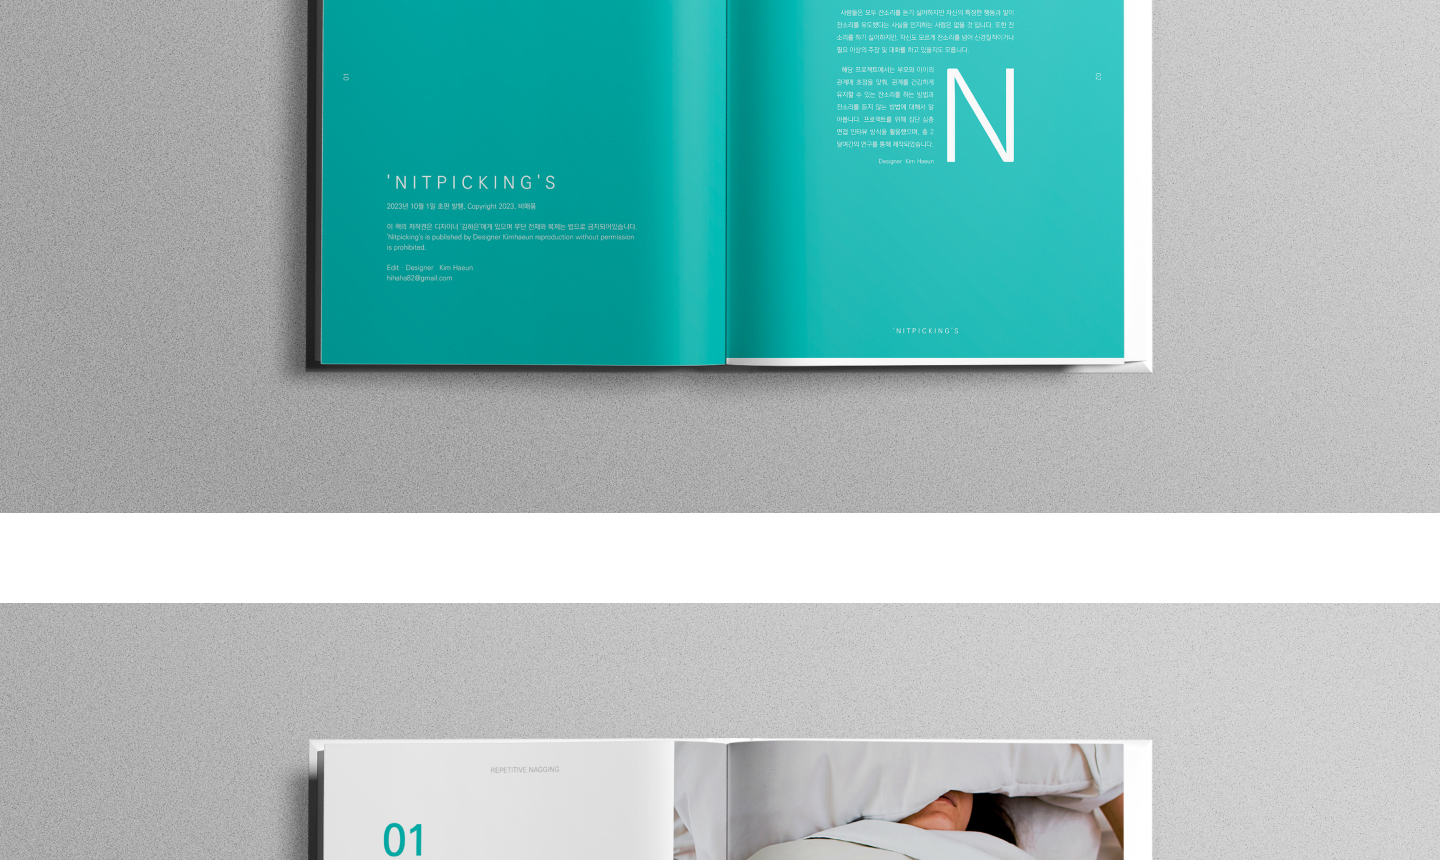 01
'NITPICKING'S
2023년 10월 1일 초판 발행, Copyright 2023, 비매품
이 책의 저작권은 디자이너 '김하은'에게 있으며 무단 전재와 복제는 법으로 금지되어있습니다.
'Nitpicking's is published by Designer Kimhaeun reproduction without permission
is prohibited.
Edit · Designer Kim Haeun
hihaha82@gmail.com
사람들은 모두 잔소리를 듣기 싫어하지만 자신의 특정한 행동과 말이
잔소리를 유도했다는 사실을 인지하는 사람은 없을 것 입니다. 또한 잔
소리를 하기 싫어하지만, 자신도 모르게 잔소리를 넘어 신경질적이거나
필요 이상의 주장 및 대화를 하고 있을지도 모릅니다.
해당 프로젝트에서는 부모와 아이의
관계에 초점을 맞춰, 관계를 건강하게
유지할 수 있는 잔소리를 하는 방법과
잔소리를 듣지 않는 방법에 대해서 알
아봅니다. 프로젝트를 위해 집단 심층
면접 인터뷰 방식을 활용했으며, 총 2
달여간의 연구를 통해 제작되었습니다.
Designer Kim Haeun
N
02
'NITPICKING'S
REPETITIVE NAGGING
01